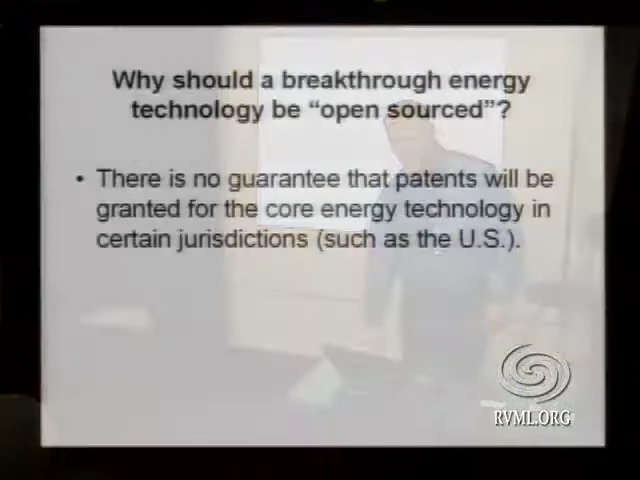 Why should a breakthrough energy
technology be “open sourced”?
• There is no guarantee that patents will be
granted for the core energy technology in
certain jurisdictions (such as the U.S.).
RVML.ORG